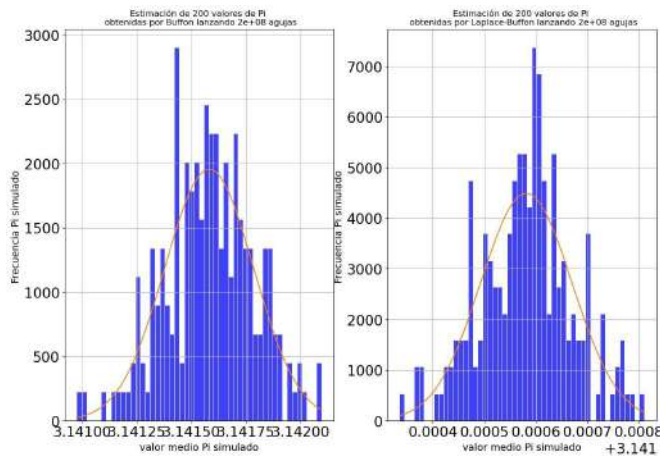 Estimación de 200 valores de Pi
obtenidas por Buffon lanzando 2e+08 agujas
Frecuencia Pi simulado
3000
2500
2000
1500
1000
500
0
3.14100 3.14125 3.14150 3.14175 3.14200
valor medio Pi simulado
Estimación de 200 valores de Pi
obtenidas por Laplace-Buffon lanzando 2e+08 agujas
Frecuencia Pi simulado
7000
6000
5000
4000
3000
2000
1000
0
0.0004 0.0005 0.0006 0.0007 0.0008
valor medio Pi simulado
+3.141